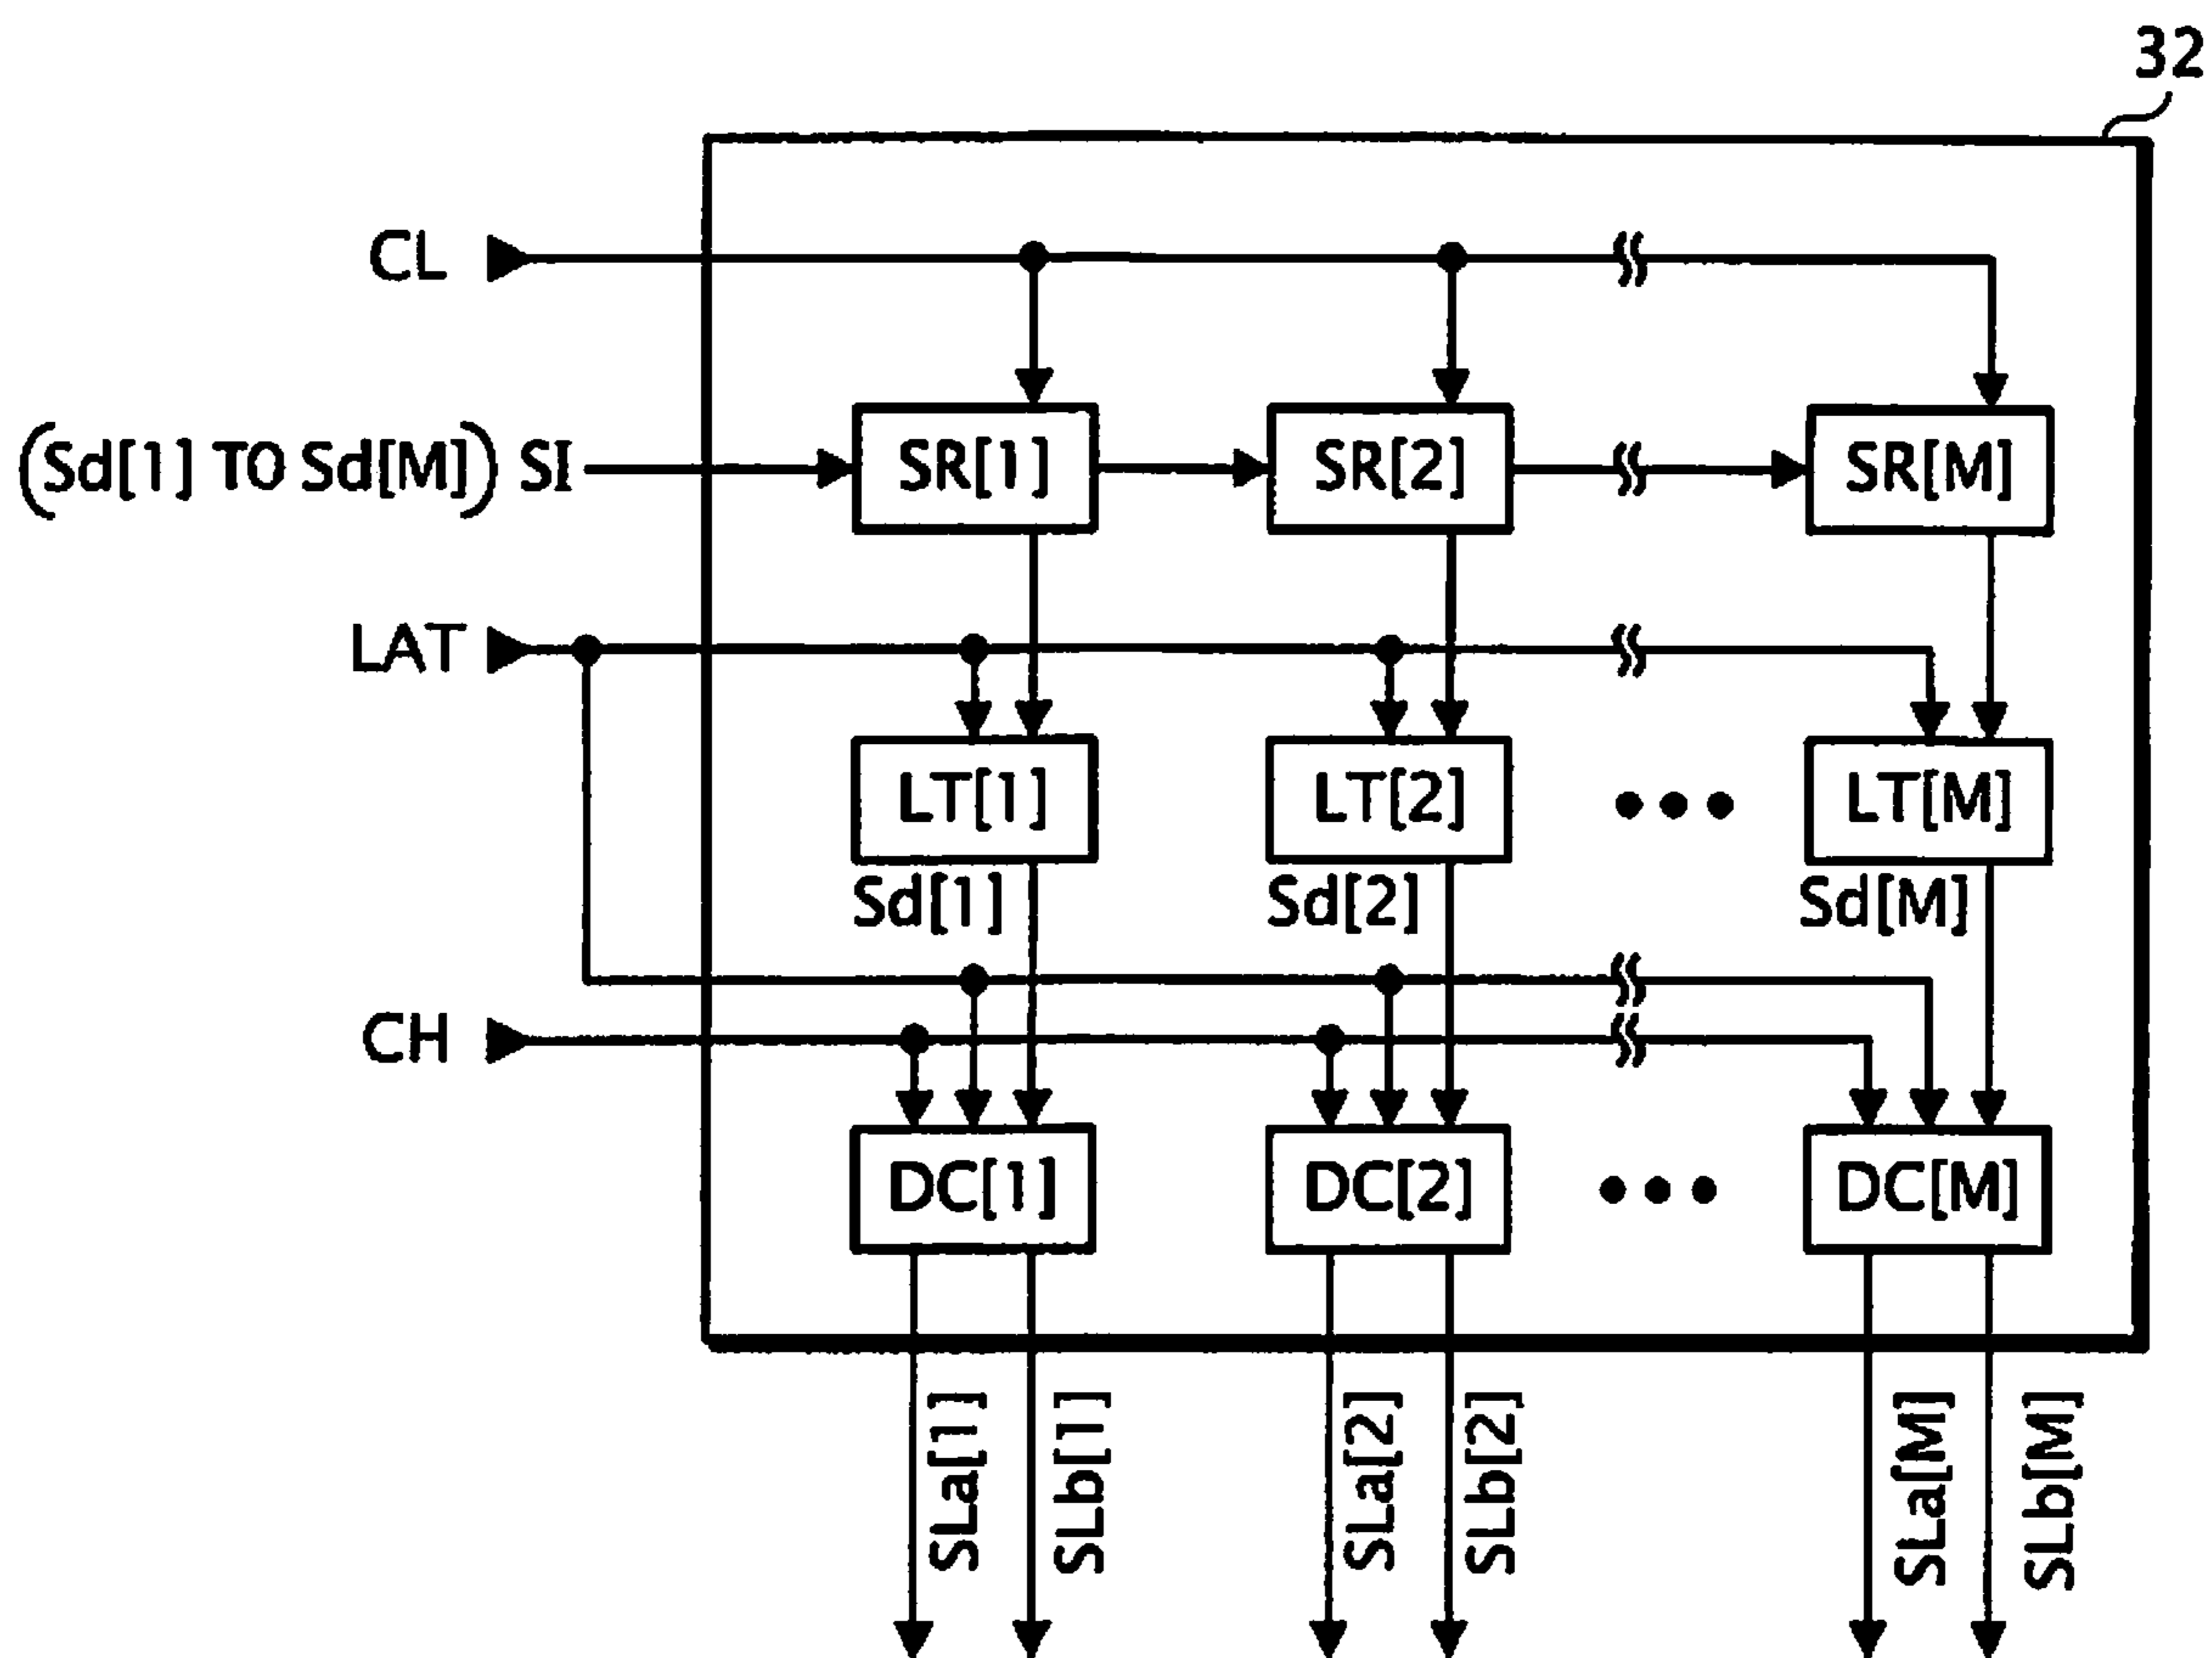 32
CL
(Sd[1] TO Sd[M]) SI
SR[1] SR[2] SR[M]
LAT
LT[1] LT[2] LT[M]
Sd[1] Sd[2] Sd[M]
CH
DC[1] DC[2] DC[M]
SLa[1] SLb[1] SLa[2] SLb[2] SLa[M] SLb[M]